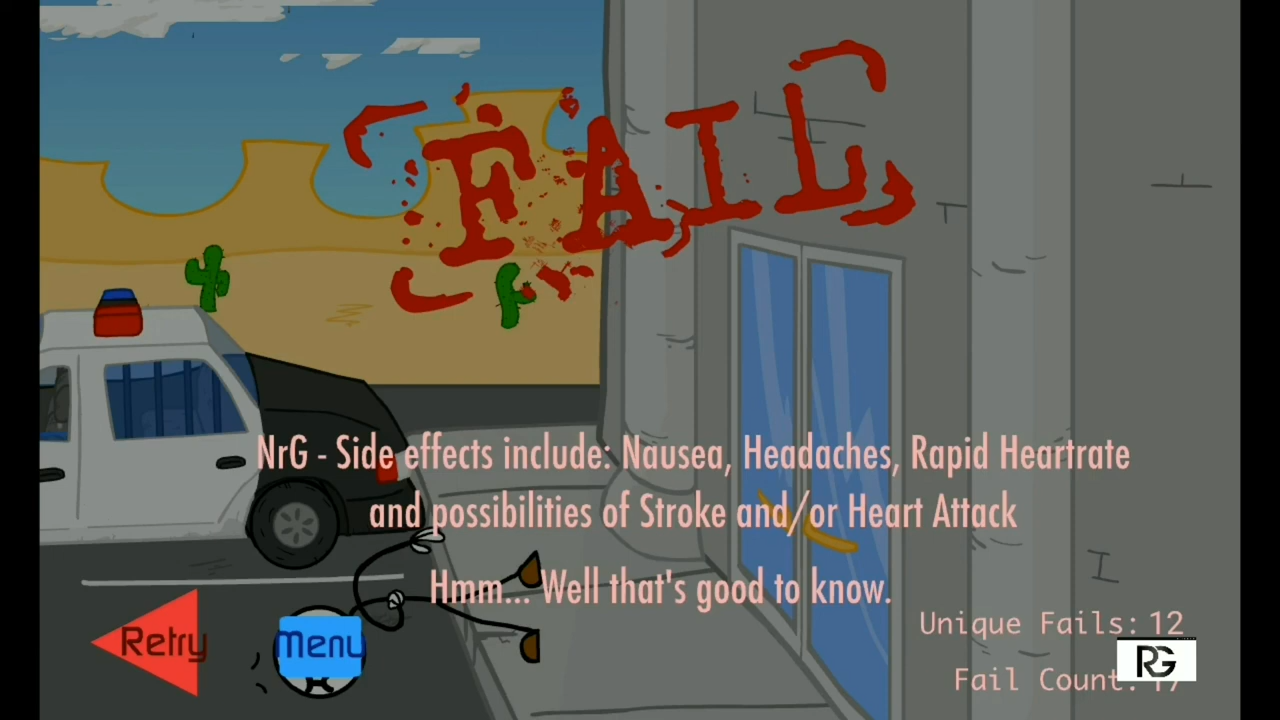 FAIL
NrG - Side effects include: Nausea, Headaches, Rapid Heartrate
and possibilities of Stroke and/or Heart Attack
Hmm... Well that's good to know.
Retry
Menu
Unique Fails: 12
RG
Fail Count: